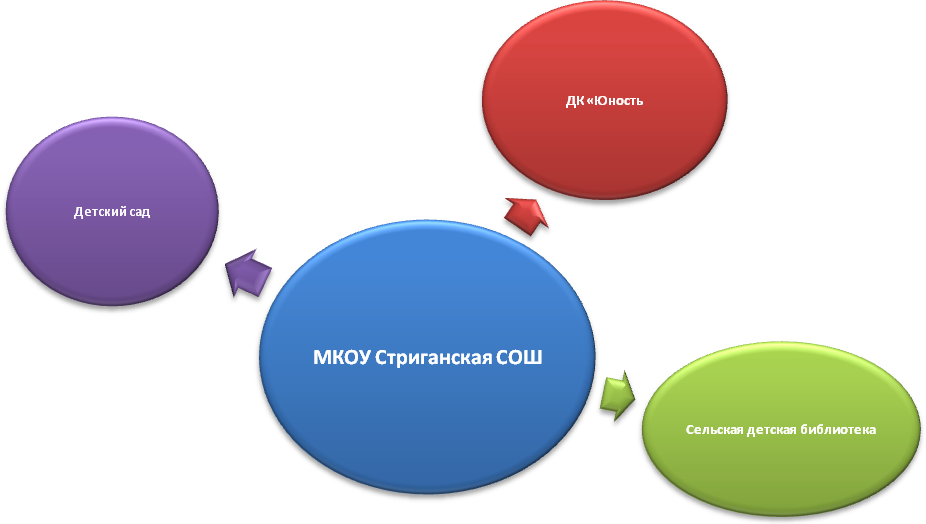 ДК «Юность
Детский сад
МКОУ Стриганская СОШ
Сельская детская библиотека